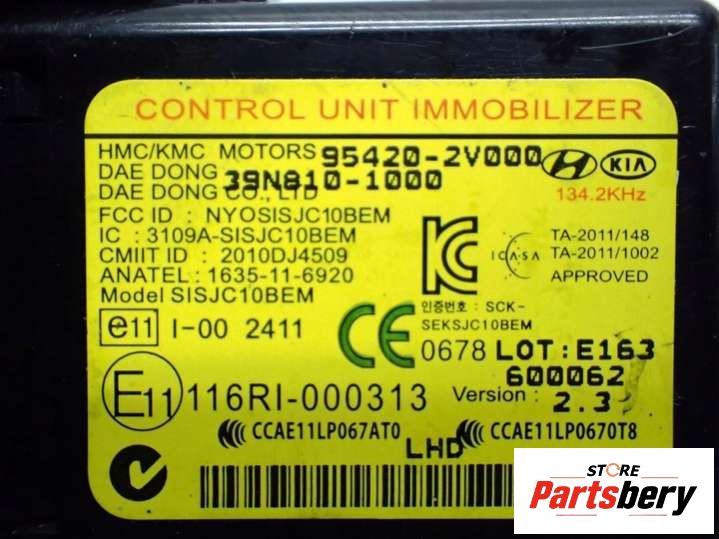 CONTROL UNIT IMMOBILIZER
HMC/KMC MOTORS 95420-2V000
DAE DONG 39N810-1000
DAE DONG CO., LTD
KIA
134.2KHz
FCC ID : NYOSISJC10BEM
IC : 3109A-SISJC10BEM
CMIIT ID : 2010DJ4509
ANATEL : 1635-11-6920
Model SISJC10BEM
ICASA
TA-2011/148
TA-2011/1002
APPROVED
인증번호 : SCK-
SEKSJC10BEM
e11 I-00 2411
CE 0678 LOT:E163
600062
E11 116RI-000313
Version : 2.3
CCAE11LP067AT0
LHD
CCAE11LP0670T8
STORE
Partsbery